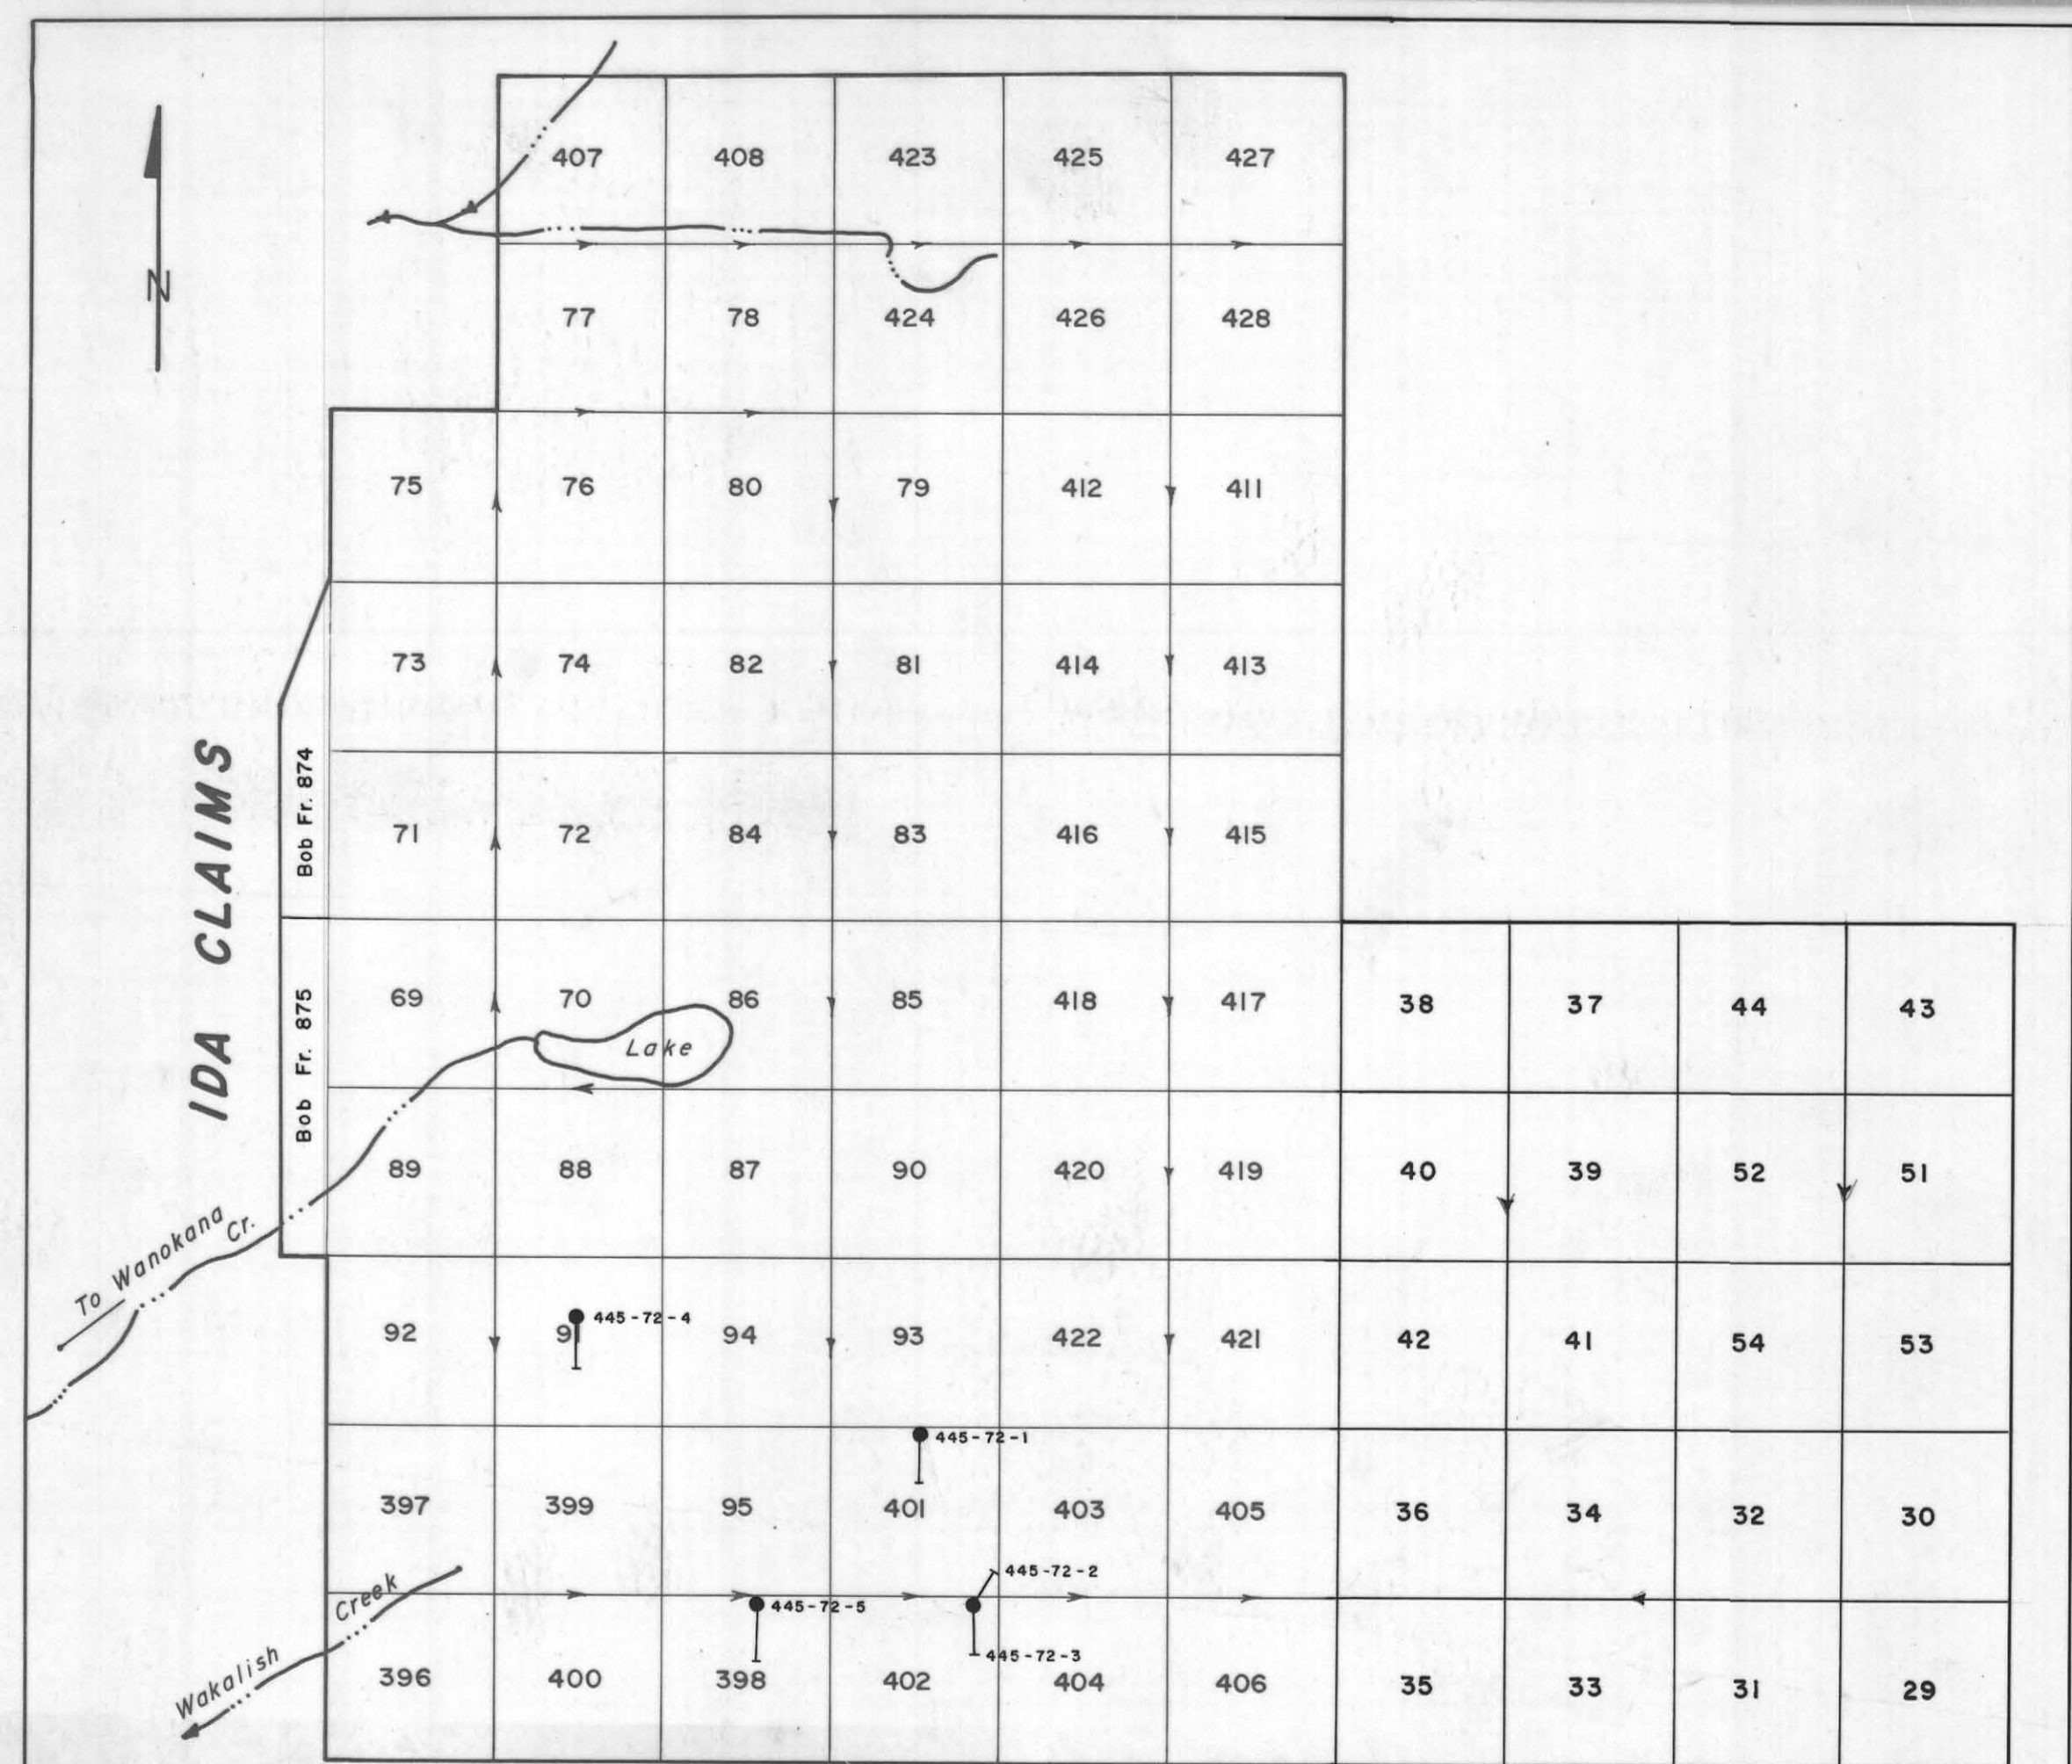 407 408 423 425 427
N
77 78 424 426 428
75 76 80 79 412 411
73 74 82 81 414 413
IDA CLAIMS
Bob Fr. 874
71 72 84 83 416 415
Bob Fr. 875
69 70 86 85 418 417 38 37 44 43
Lake
89 88 87 90 420 419 40 39 52 51
To Wanokana Cr.
445-72-4
92 91 94 93 422 421 42 41 54 53
445-72-1
397 399 95 401 403 405 36 34 32 30
445-72-2
445-72-5
445-72-3
Wakalish Creek
396 400 398 402 404 406 35 33 31 29